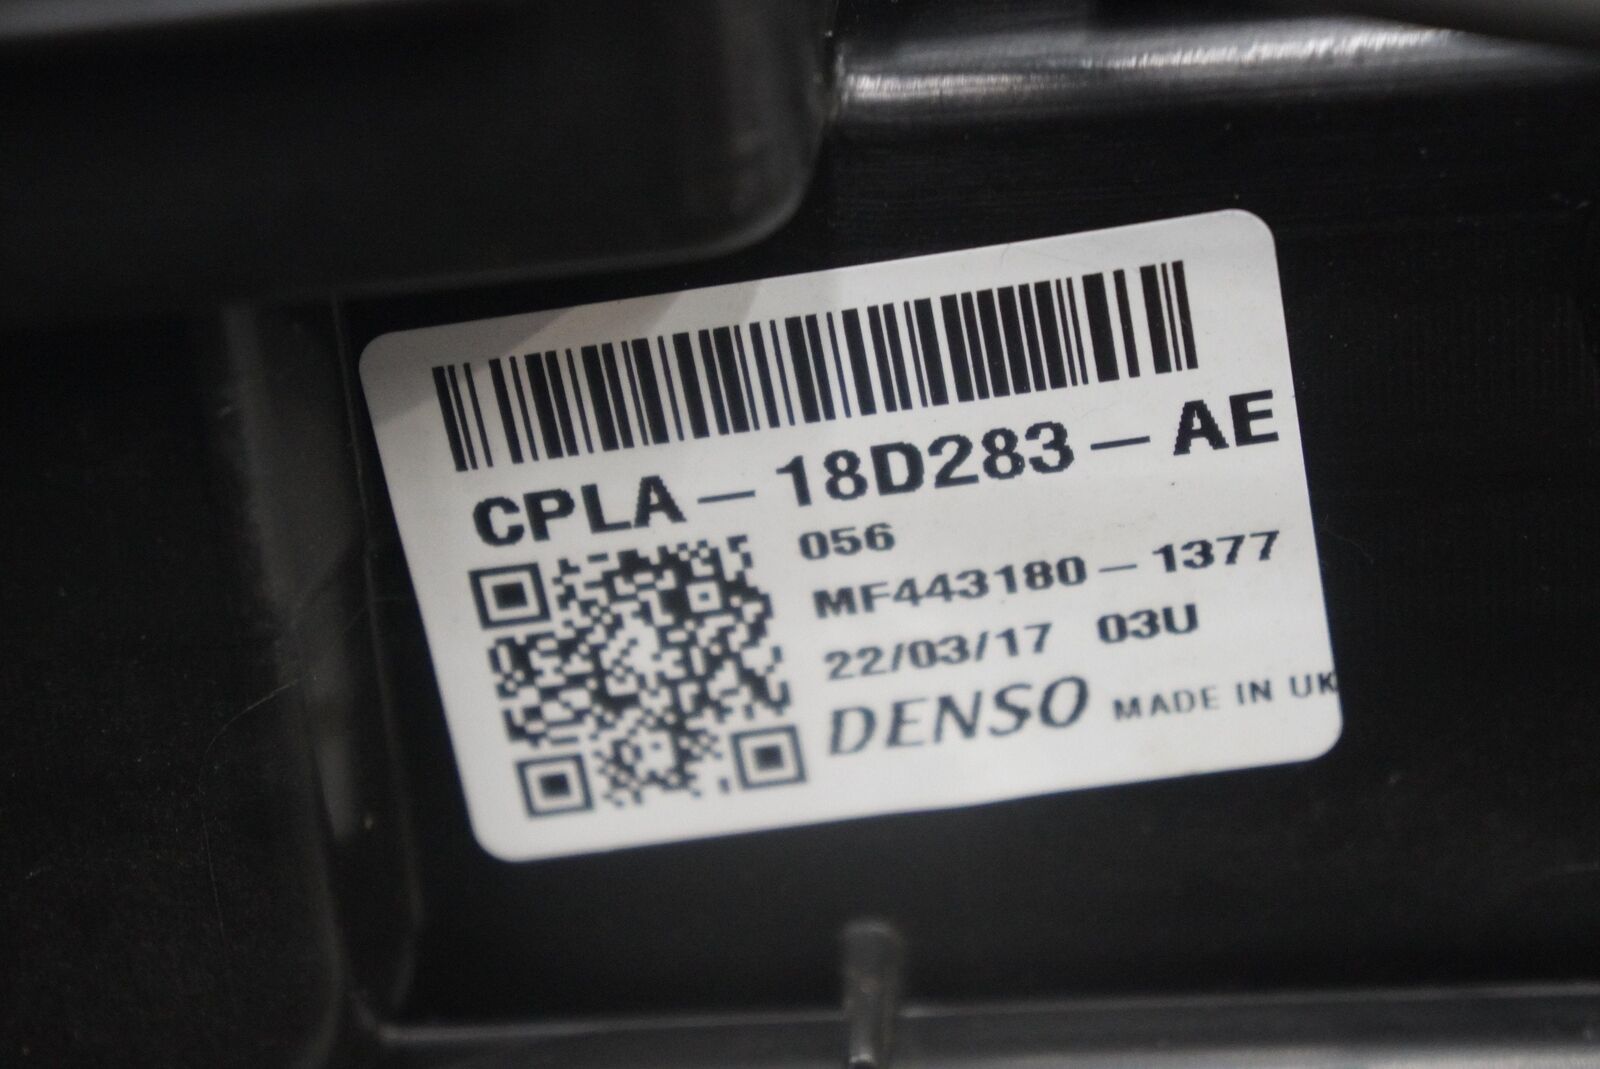 CPLA-18D283-AE
056
MF443180-1377
22/03/17 03U
DENSO MADE IN UK